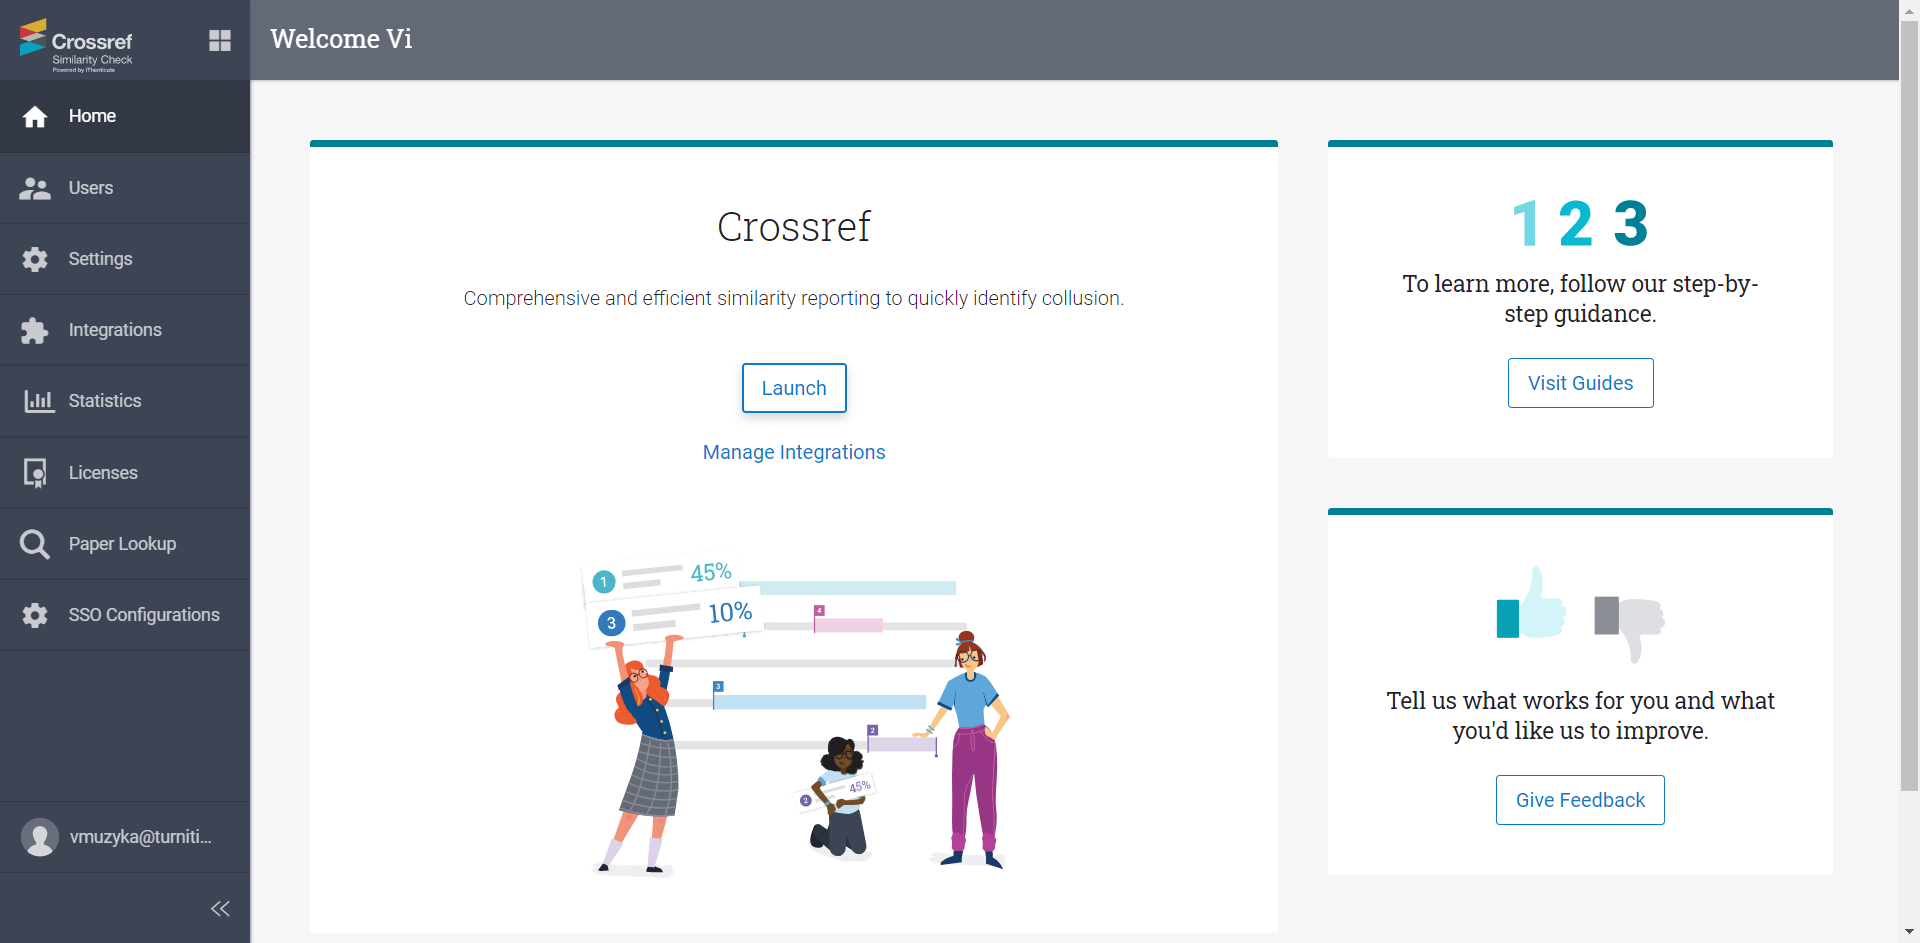 Crossref
Similarity Check
Powered by iThenticate
Welcome Vi
Home
Users
Settings
Integrations
Statistics
Licenses
Paper Lookup
SSO Configurations
vmuzyka@turniti...
Crossref
Comprehensive and efficient similarity reporting to quickly identify collusion.
Launch
Manage Integrations
1 45%
3 10%
4
3
2
2 45%
1 2 3
To learn more, follow our step-by-
step guidance.
Visit Guides
Tell us what works for you and what
you'd like us to improve.
Give Feedback